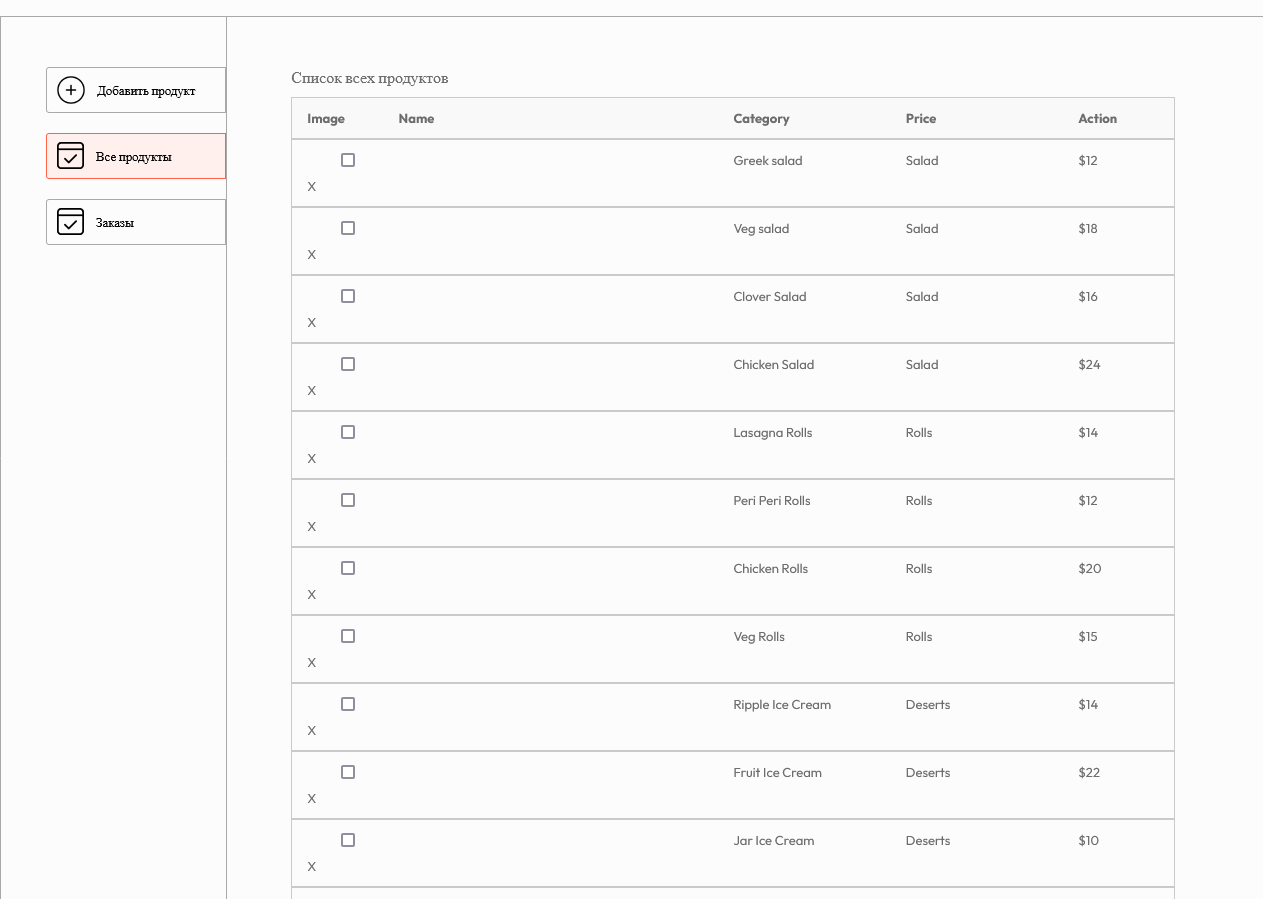 Добавить продукт
Все продукты
Заказы
Список всех продуктов
Image Name Category Price Action
Greek salad Salad $12
X
Veg salad Salad $18
X
Clover Salad Salad $16
X
Chicken Salad Salad $24
X
Lasagna Rolls Rolls $14
X
Peri Peri Rolls Rolls $12
X
Chicken Rolls Rolls $20
X
Veg Rolls Rolls $15
X
Ripple Ice Cream Deserts $14
X
Fruit Ice Cream Deserts $22
X
Jar Ice Cream Deserts $10
X